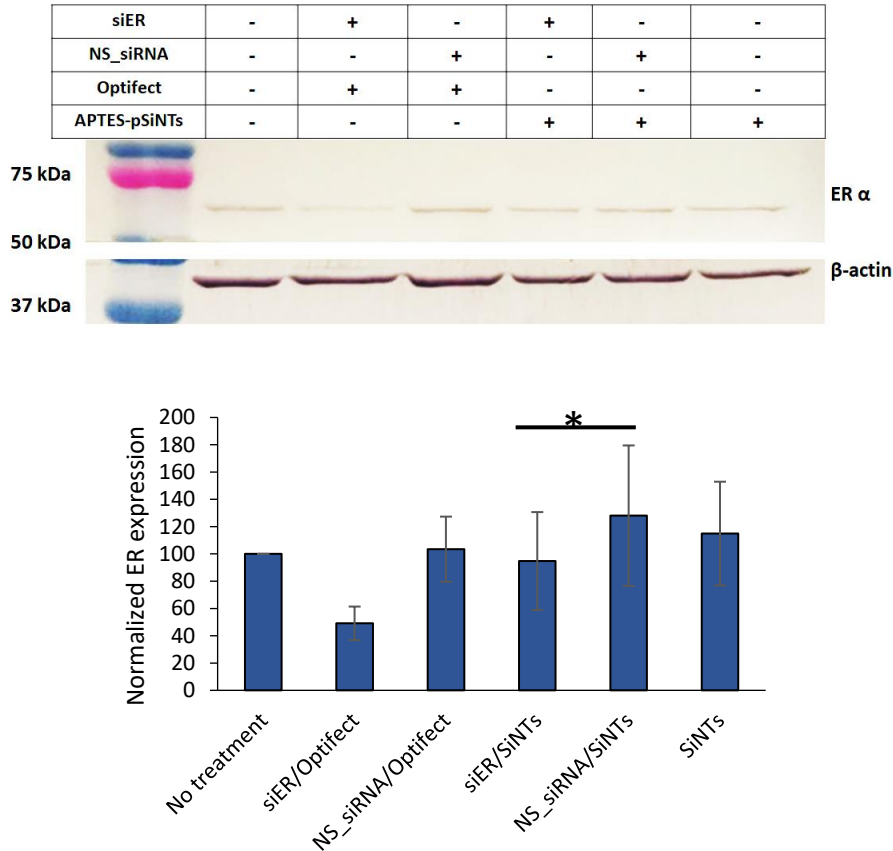 siER - + - + - -
NS_siRNA - - + - + -
Optifect - + + - - -
APTES-pSiNTs - - - + + +
75 kDa
ER α
50 kDa
β-actin
37 kDa
*
Normalized ER expression
200
180
160
140
120
100
80
60
40
20
0
No treatment
siER/Optifect
NS_siRNA/Optifect
siER/SiNTs
NS_siRNA/SiNTs
SiNTs